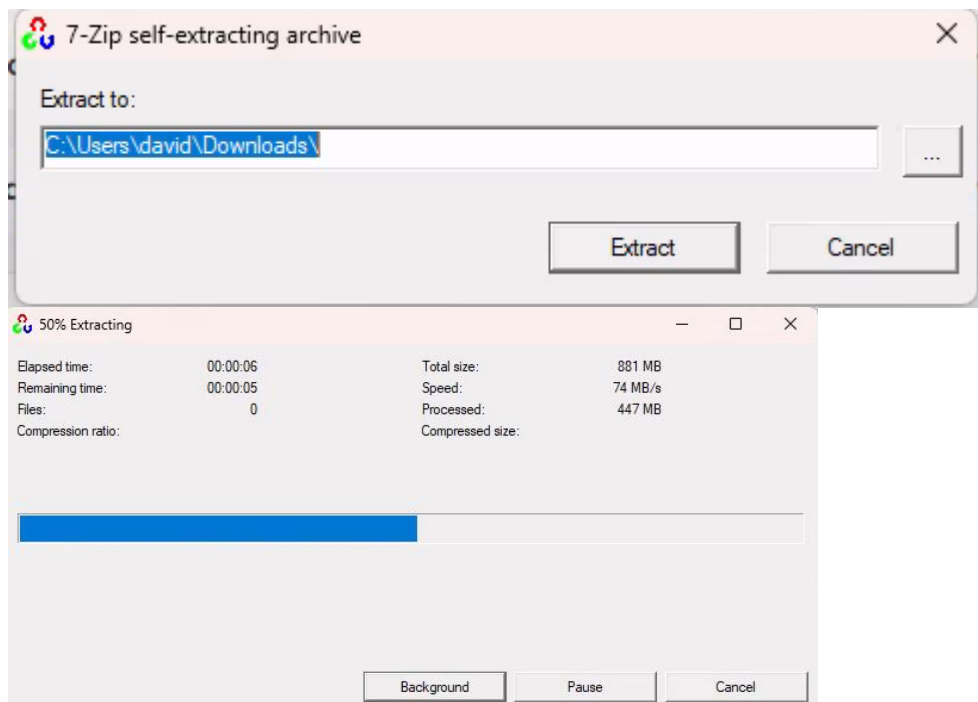 7-Zip self-extracting archive
Extract to:
C:\Users\david\Downloads\
...
Extract Cancel
50% Extracting
Elapsed time: 00:00:06 Total size: 881 MB
Remaining time: 00:00:05 Speed: 74 MB/s
Files: 0 Processed: 447 MB
Compression ratio: Compressed size:
Background Pause Cancel